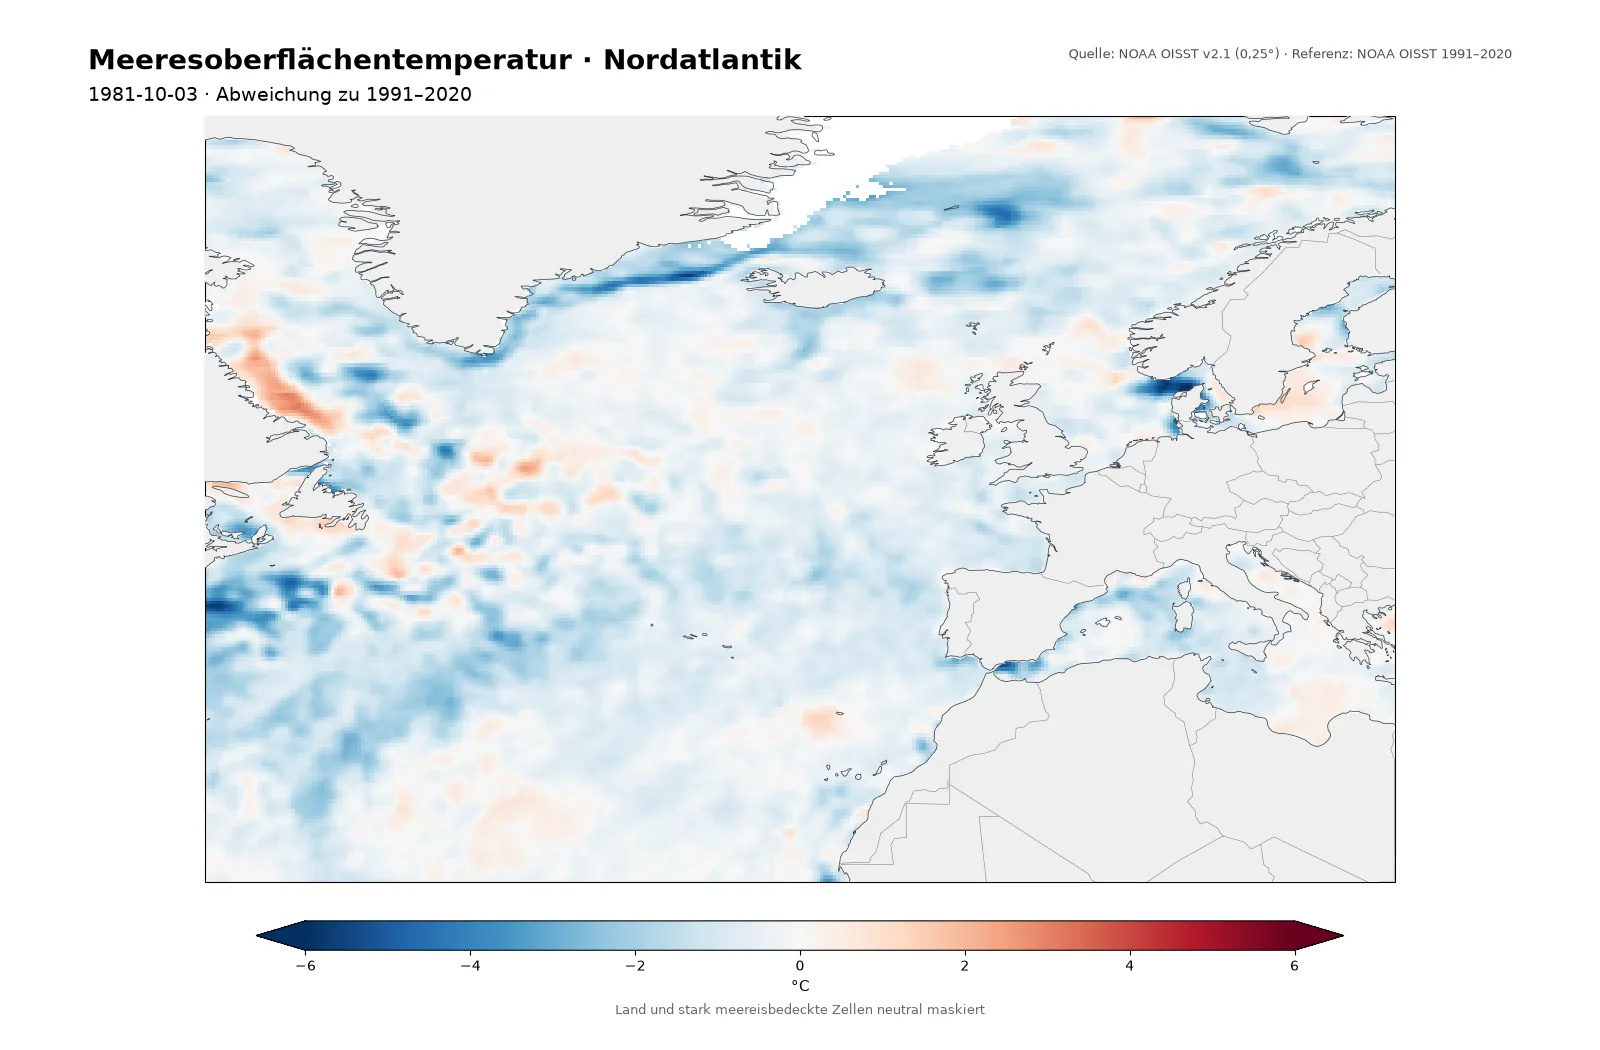 Meeresoberflächentemperatur · Nordatlantik
Quelle: NOAA OISST v2.1 (0,25°) · Referenz: NOAA OISST 1991–2020
1981-10-03 · Abweichung zu 1991–2020
−6 −4 −2 0 2 4 6
°C
Land und stark meereisbedeckte Zellen neutral maskiert